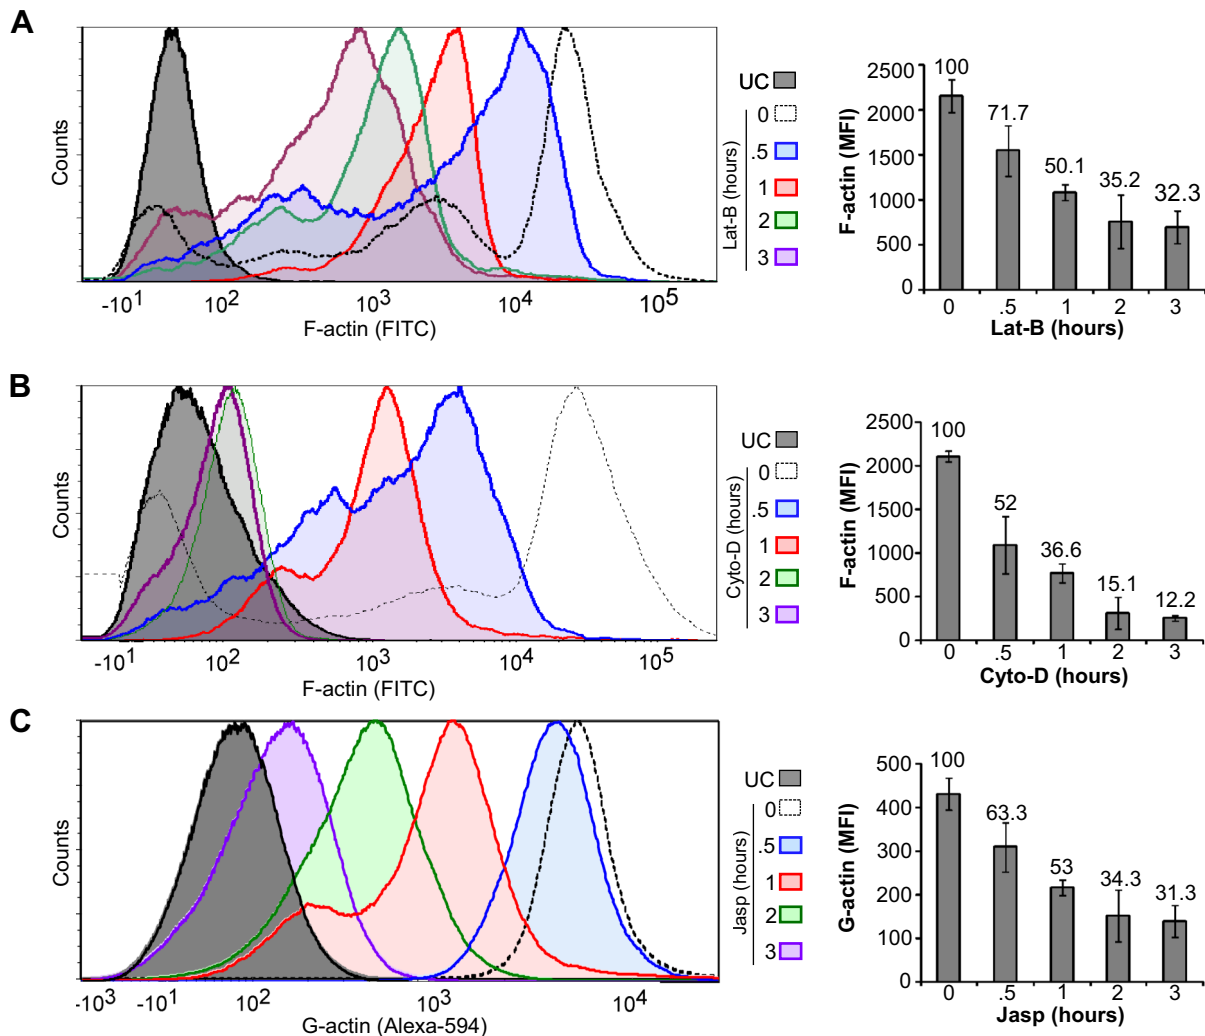 A
Counts
-10¹ 10² 10³ 10⁴ 10⁵
F-actin (FITC)
UC
Lat-B (hours)
0
.5
1
2
3
F-actin (MFI)
2500
2000
1500
1000
500
0
100
71.7
50.1
35.2
32.3
0 .5 1 2 3
Lat-B (hours)
B
Counts
-10¹ 10² 10³ 10⁴ 10⁵
F-actin (FITC)
UC
Cyto-D (hours)
0
.5
1
2
3
F-actin (MFI)
2500
2000
1500
1000
500
0
100
52
36.6
15.1
12.2
0 .5 1 2 3
Cyto-D (hours)
C
Counts
-10³ -10¹ 10² 10³ 10⁴
G-actin (Alexa-594)
UC
Jasp (hours)
0
.5
1
2
3
G-actin (MFI)
500
400
300
200
100
0
100
63.3
53
34.3
31.3
0 .5 1 2 3
Jasp (hours)